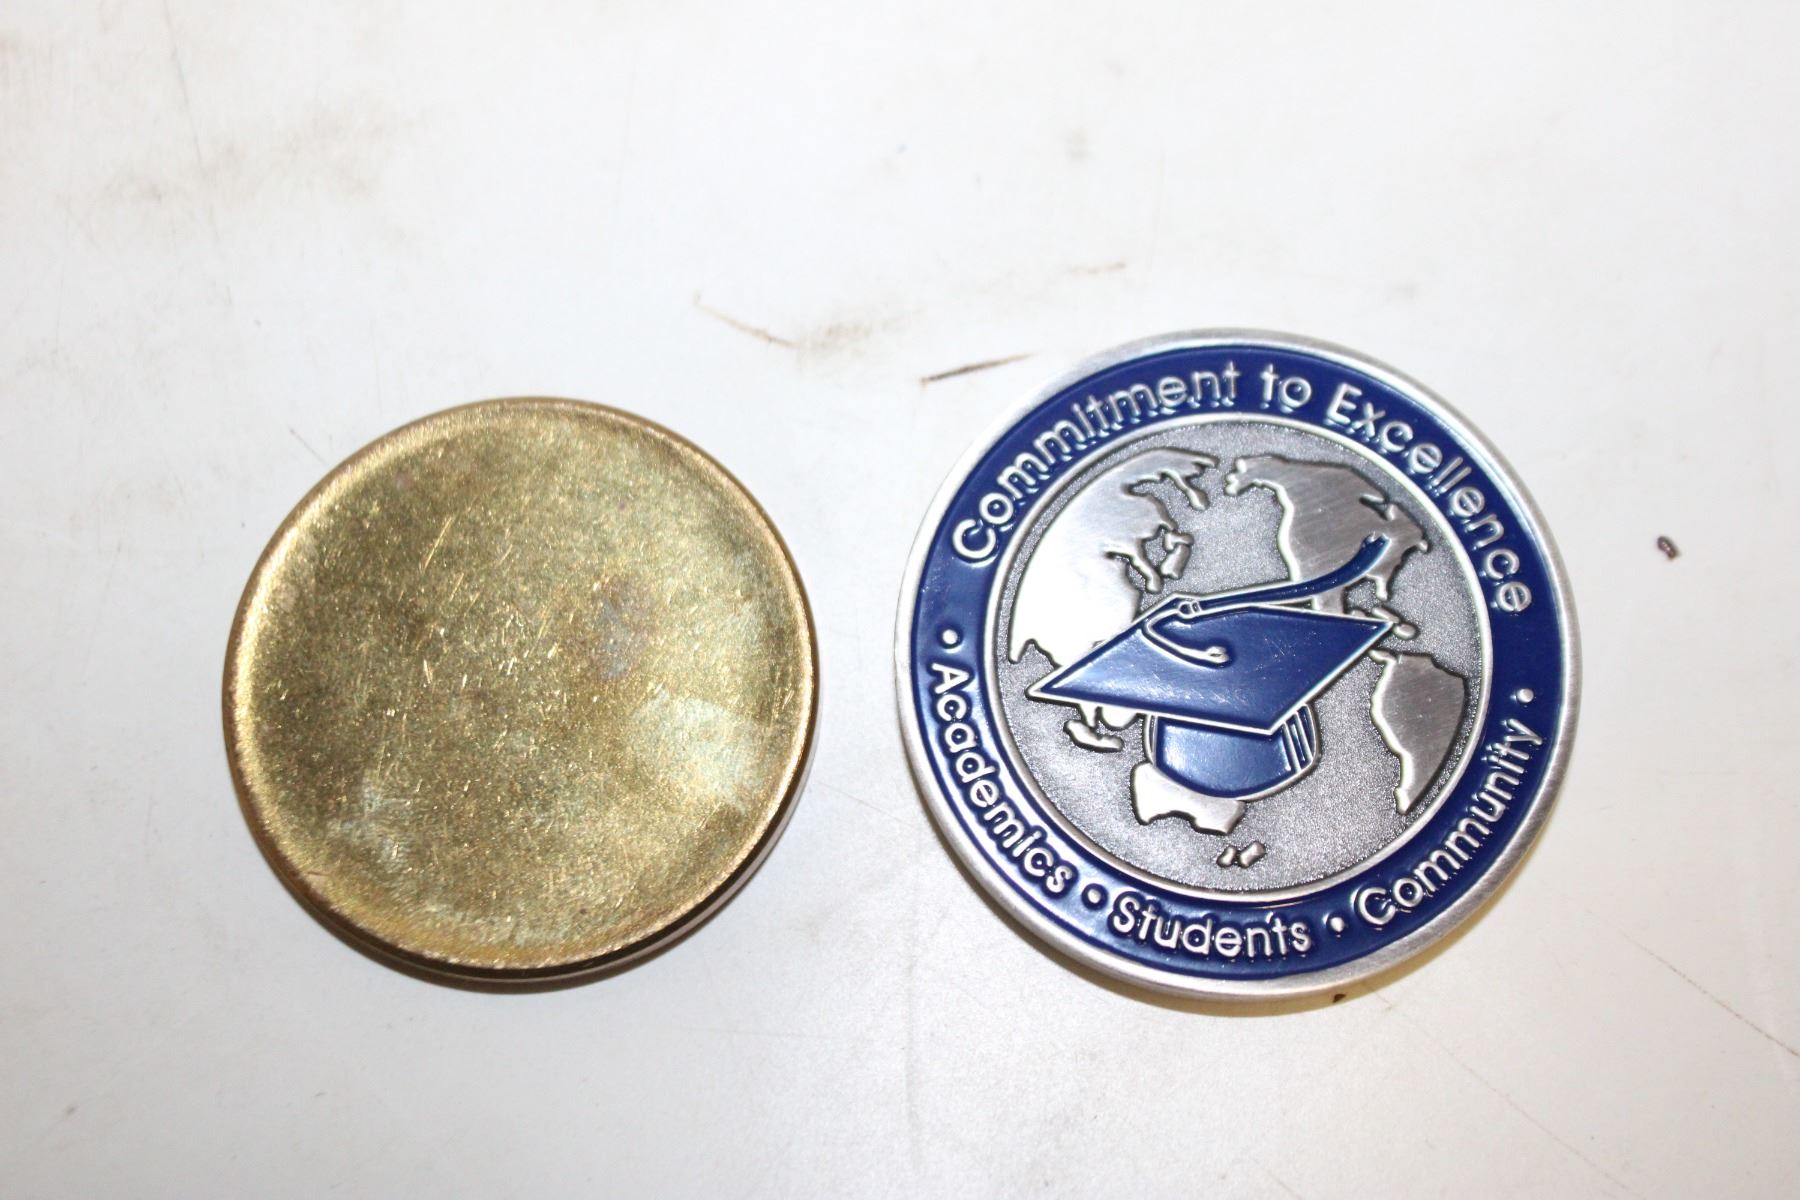 Commitment to Excellence
• Academics • Students • Community •